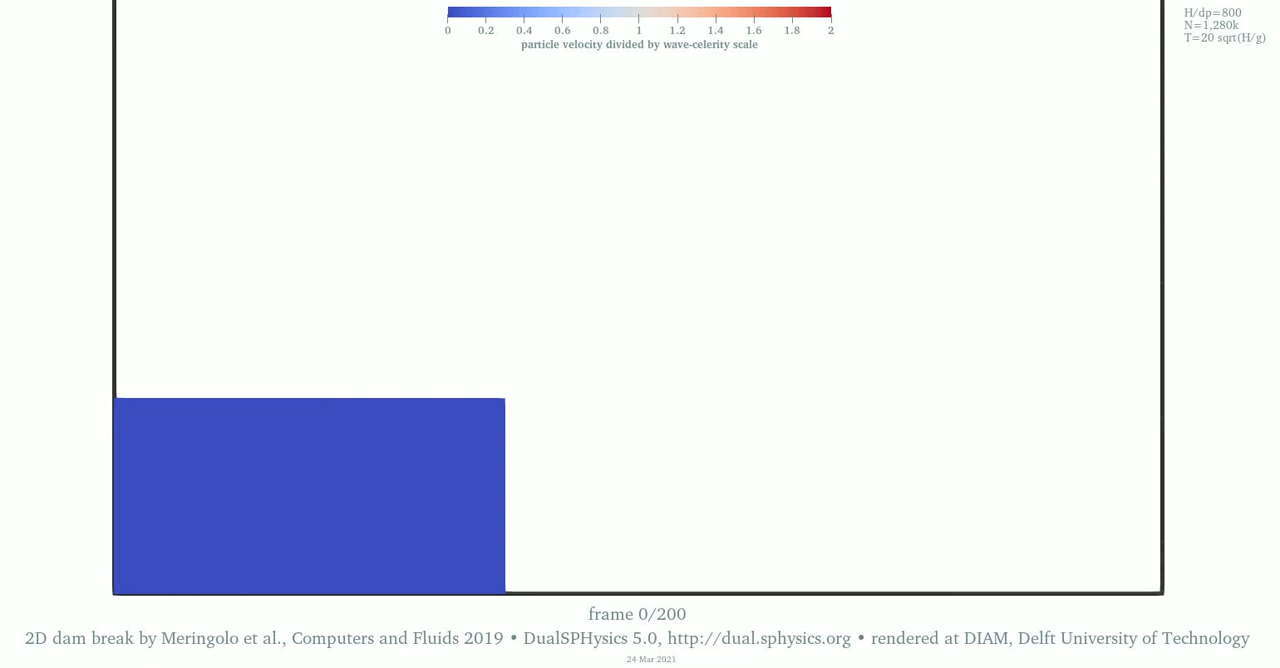 0 0.2 0.4 0.6 0.8 1 1.2 1.4 1.6 1.8 2
particle velocity divided by wave-celerity scale
H/dp=800
N=1,280k
T=20 sqrt(H/g)
frame 0/200
2D dam break by Meringolo et al., Computers and Fluids 2019 • DualSPHysics 5.0, http://dual.sphysics.org • rendered at DIAM, Delft University of Technology
24 Mar 2021